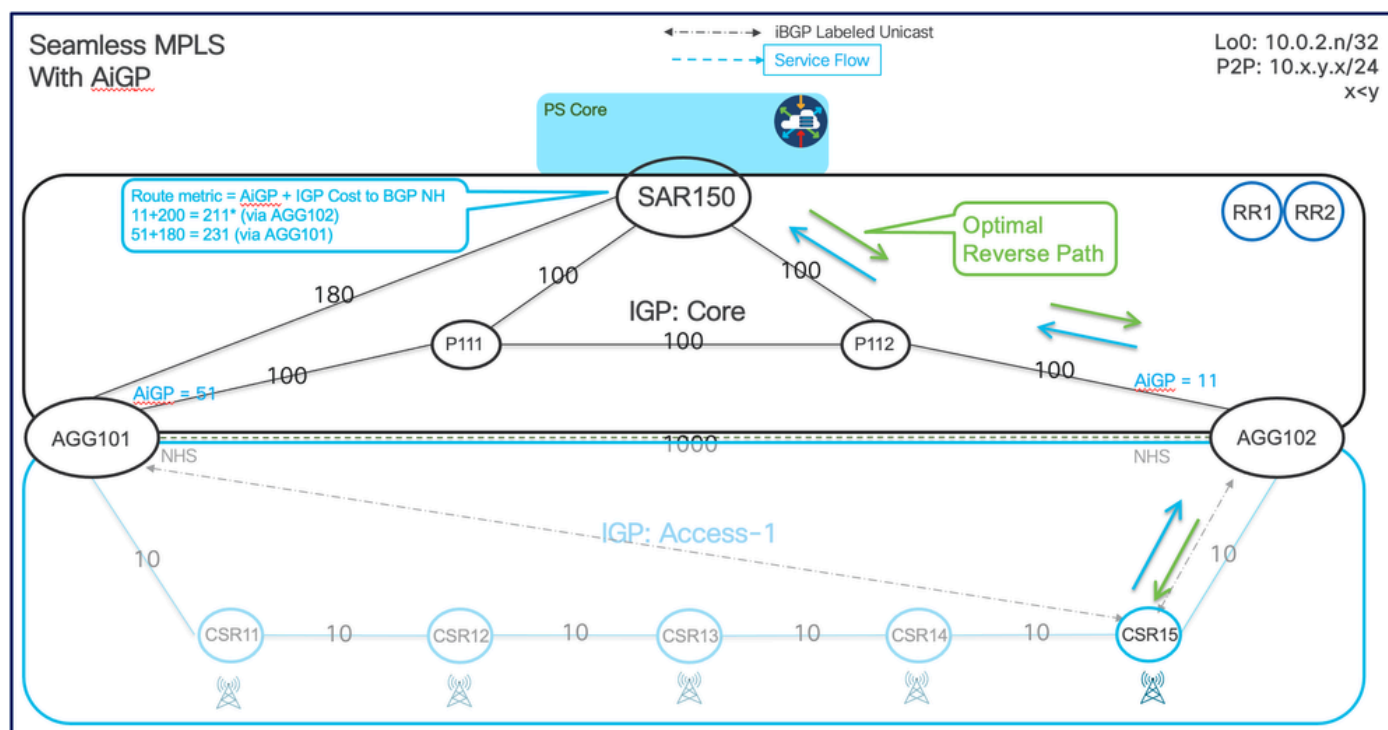 Seamless MPLS
With AiGP
iBGP Labeled Unicast
Service Flow
Lo0: 10.0.2.n/32
P2P: 10.x.y.x/24
x<y
PS Core
Route metric = AiGP + IGP Cost to BGP NH
11+200 = 211* (via AGG102)
51+180 = 231 (via AGG101)
SAR150
RR1
RR2
Optimal
Reverse Path
180
100
100
IGP: Core
P111
100
P112
100
100
AiGP = 51
AiGP = 11
AGG101
1000
AGG102
NHS
NHS
IGP: Access-1
10
10
CSR11
10
CSR12
10
CSR13
10
CSR14
10
CSR15